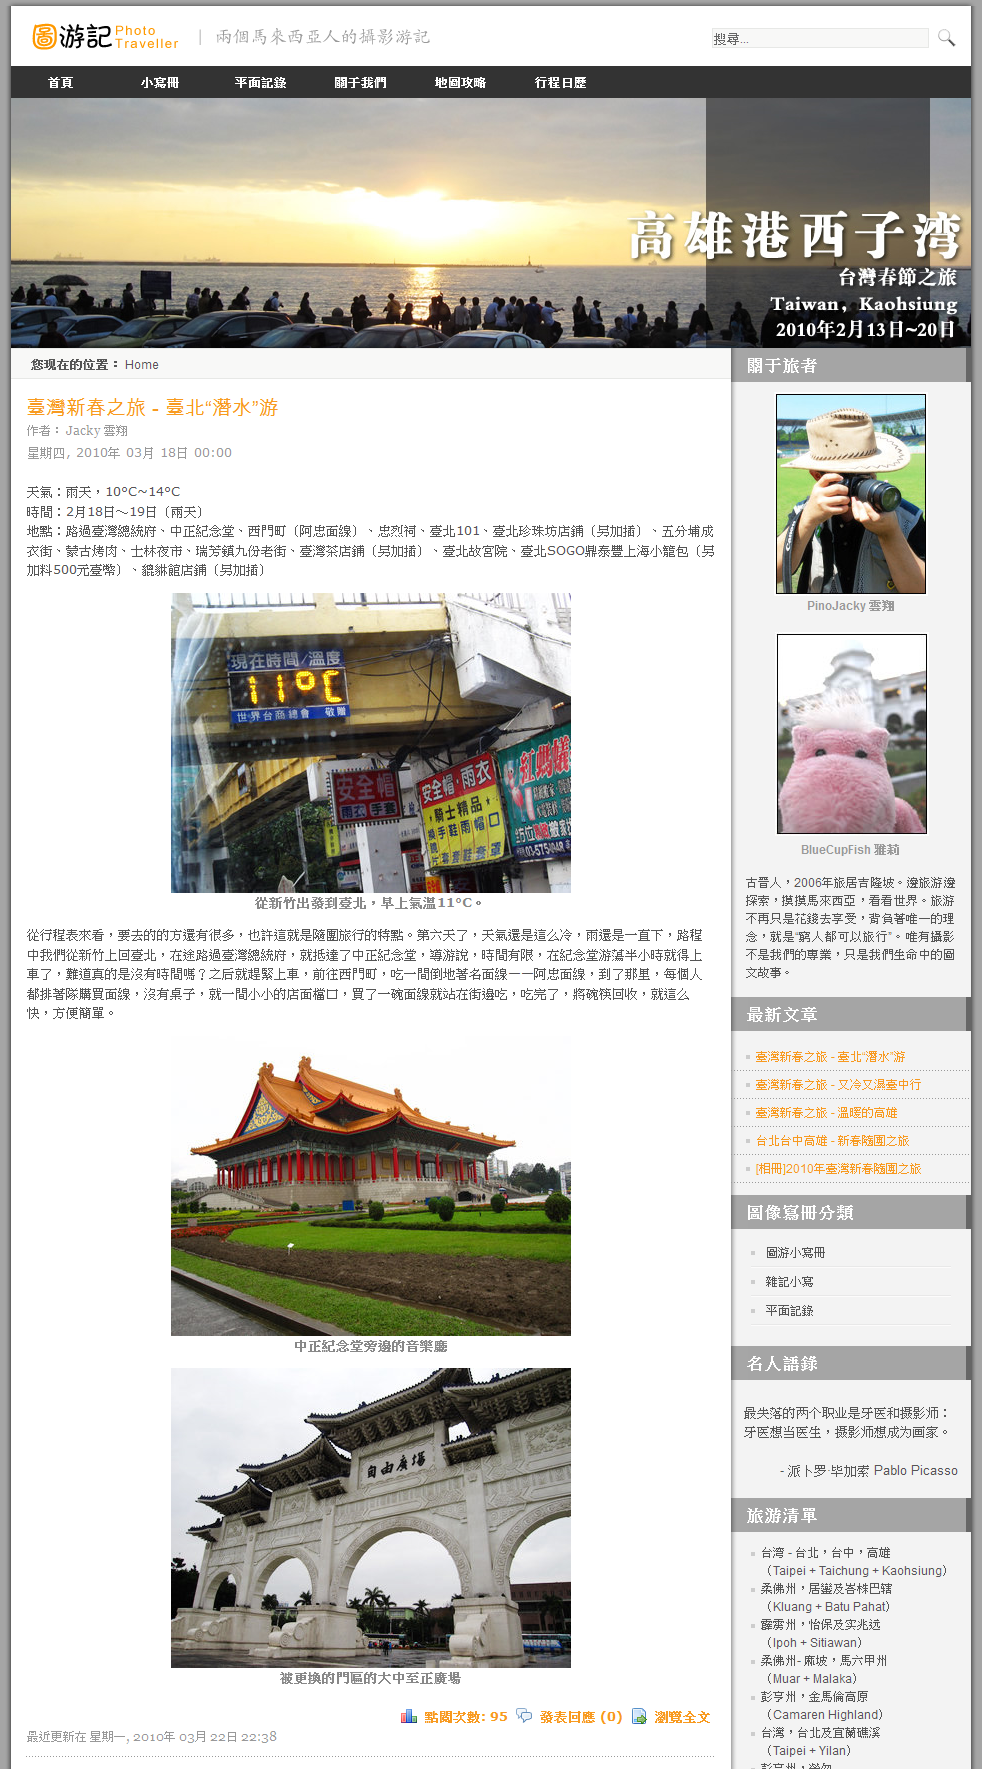 圖游記 Photo Traveller | 兩個馬來西亞人的攝影游記
搜尋...
首頁 小寫冊 平面記錄 關于我們 地圖攻略 行程日歷
高雄港西子湾
台灣春節之旅
Taiwan, Kaohsiung
2010年2月13日~20日
您现在的位置： Home
臺灣新春之旅 - 臺北“潛水”游
作者： Jacky 雲翔
星期四, 2010年 03月 18日 00:00
天氣：雨天，10°C~14°C
時間：2月18日～19日〔雨天〕
地點：路過臺灣總統府、中正紀念堂、西門町〔阿忠面線〕、忠烈祠、臺北101、臺北珍珠坊店鋪〔另加插〕、五分埔成
衣街、蒙古烤肉、士林夜市、瑞芳鎮九份老街、臺灣茶店鋪〔另加插〕、臺北故宮院、臺北SOGO鼎泰豐上海小籠包〔另
加料500元臺幣〕、貔貅館店鋪〔另加插〕
現在時間/溫度
11°C
世界台商總會 敬贈
安全帽 雨衣
雨衣 手套
安全帽·雨衣
騎士精品
紅螞蟻
03-575
從新竹出發到臺北，早上氣溫11°C。
從行程表來看，要去的的方還有很多，也許這就是隨團旅行的特點。第六天了，天氣還是這么冷，雨還是一直下，路程
中我們從新竹上回臺北，在途路過臺灣總統府，就抵達了中正紀念堂，導游說，時間有限，在紀念堂游蕩半小時就得上
車了，難道真的是沒有時間嗎？之后就趕緊上車，前往西門町，吃一間倒地著名面線——阿忠面線，到了那里，每個人
都排著隊購買面線，沒有桌子，就一間小小的店面檔口，買了一碗面線就站在街邊吃，吃完了，將碗筷回收，就這么
快，方便簡單。
中正紀念堂旁邊的音樂廳
自由廣場
被更換的門區的大中至正廣場
點閱次數: 95 發表回應 (0) 瀏覽全文
最近更新在 星期一, 2010年 03月 22日 22:38
關于旅者
Canon
PinoJacky 雲翔
BlueCupFish 雅莉
古晉人，2006年旅居吉隆坡。邊旅游邊
探索，摸摸馬來西亞，看看世界。旅游
不再只是花錢去享受，背負著唯一的理
念，就是“窮人都可以旅行”。唯有攝影
不是我們的專業，只是我們生命中的圖
文故事。
最新文章
臺灣新春之旅 - 臺北“潛水”游
臺灣新春之旅 - 又冷又濕臺中行
臺灣新春之旅 - 溫暖的高雄
台北台中高雄 - 新春隨團之旅
[相冊]2010年臺灣新春隨團之旅
圖像寫冊分類
圖游小寫冊
雜記小寫
平面記錄
名人語錄
最失落的两个职业是牙医和摄影师：
牙医想当医生，摄影师想成为画家。
- 派卜罗·毕加索 Pablo Picasso
旅游清單
台湾 - 台北，台中，高雄
（Taipei + Taichung + Kaohsiung）
柔佛州，居鑾及峇株巴辖
（Kluang + Batu Pahat）
霹雳州，怡保及实兆远
（Ipoh + Sitiawan）
柔佛州- 麻坡，馬六甲州
（Muar + Malaka）
彭亨州，金馬倫高原
（Camaren Highland）
台灣，台北及宜蘭礁溪
（Taipei + Yilan）